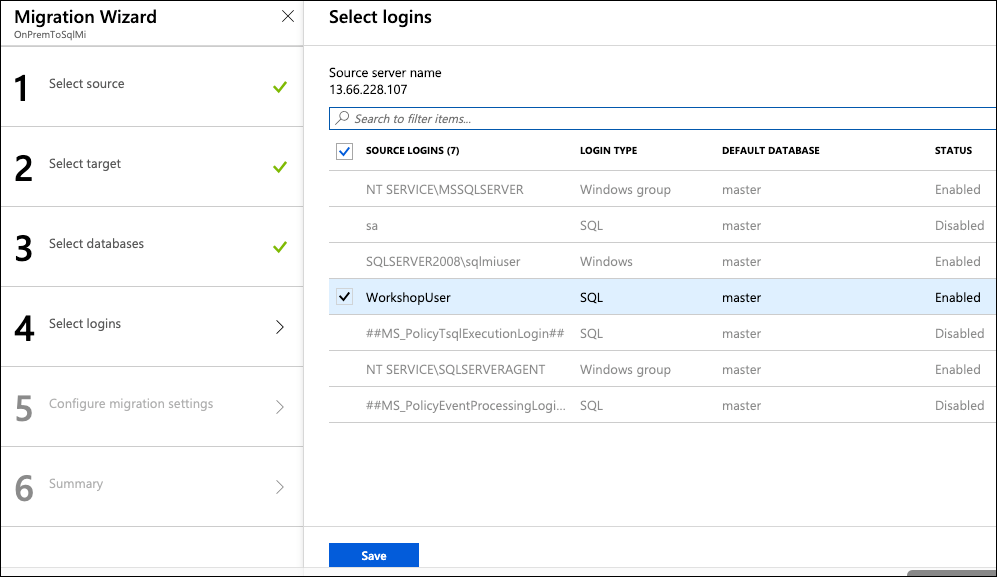 Migration Wizard
OnPremToSqlMi
1 Select source
2 Select target
3 Select databases
4 Select logins
5 Configure migration settings
6 Summary
Select logins
Source server name
13.66.228.107
Search to filter items...
SOURCE LOGINS (7) LOGIN TYPE DEFAULT DATABASE STATUS
NT SERVICE\MSSQLSERVER Windows group master Enabled
sa SQL master Disabled
SQLSERVER2008\sqlmiuser Windows master Enabled
WorkshopUser SQL master Enabled
##MS_PolicyTsqlExecutionLogin## SQL master Disabled
NT SERVICE\SQLSERVERAGENT Windows group master Enabled
##MS_PolicyEventProcessingLogi... SQL master Disabled
Save